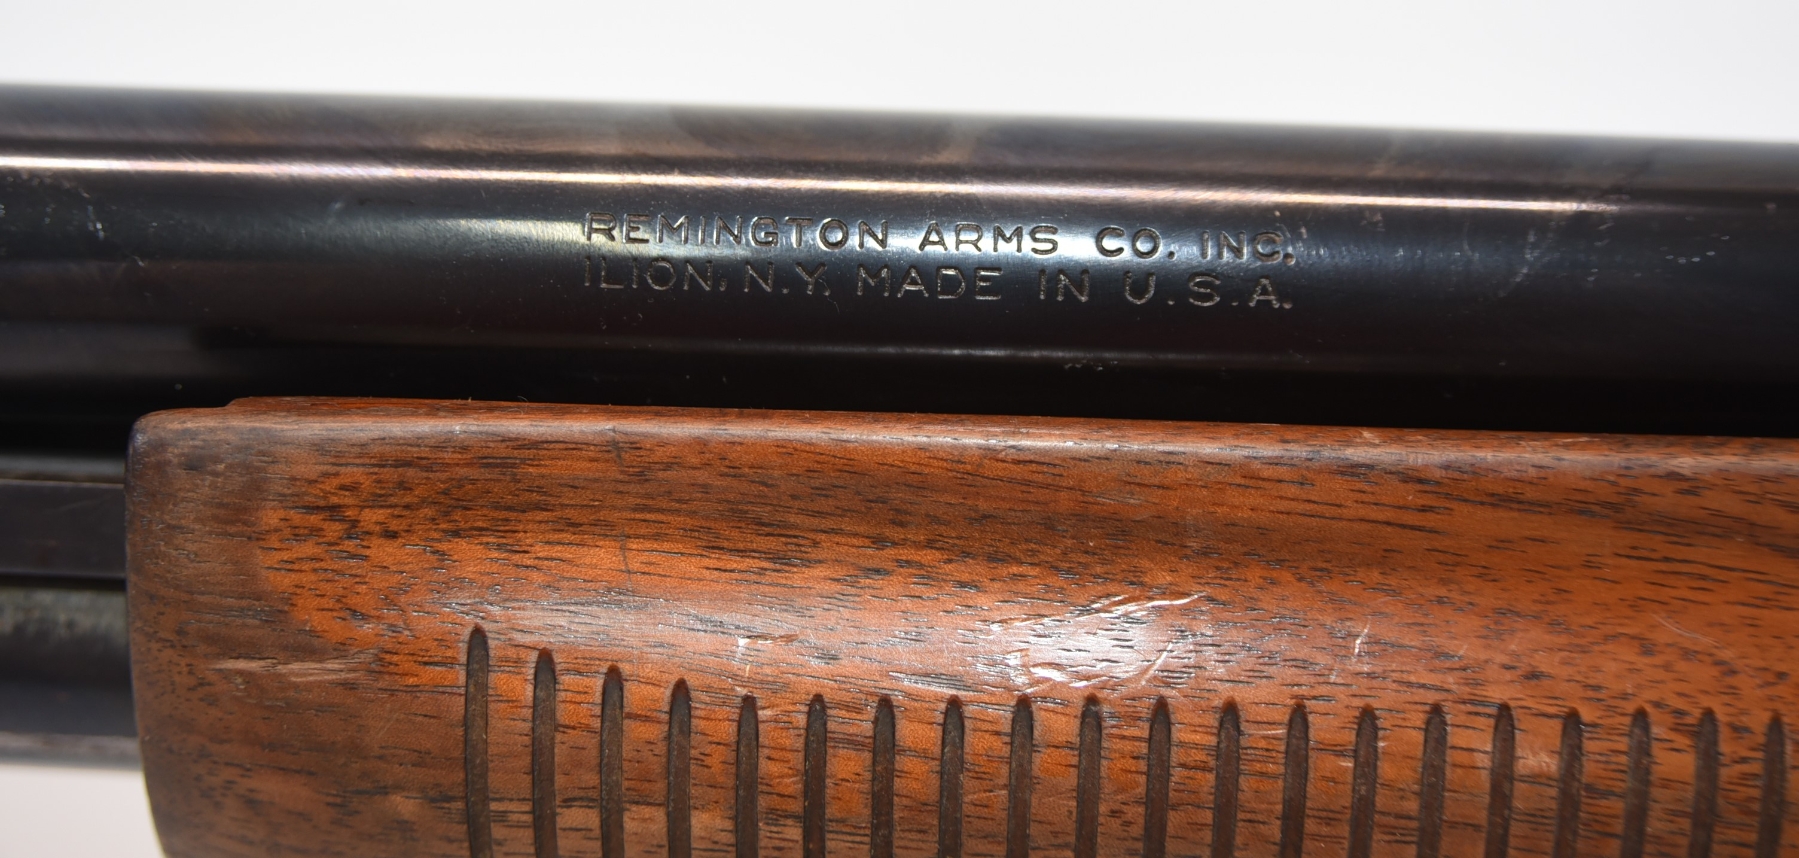 REMINGTON ARMS CO. INC.
ILION, N.Y. MADE IN U.S.A.